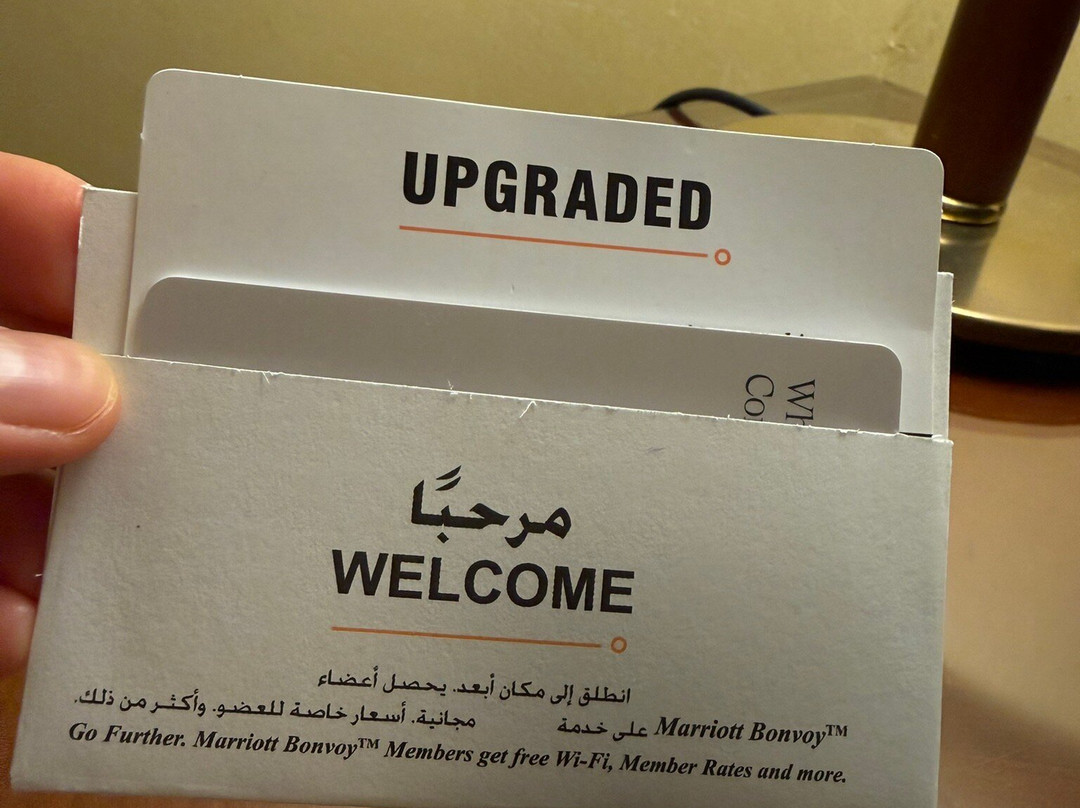 UPGRADED
مرحبًا
WELCOME
انطلق إلى مكان أبعد. يحصل أعضاء
Marriott Bonvoy™ على خدمة مجانية. أسعار خاصة للعضو. وأكثر من ذلك.
Go Further. Marriott Bonvoy™ Members get free Wi-Fi, Member Rates and more.